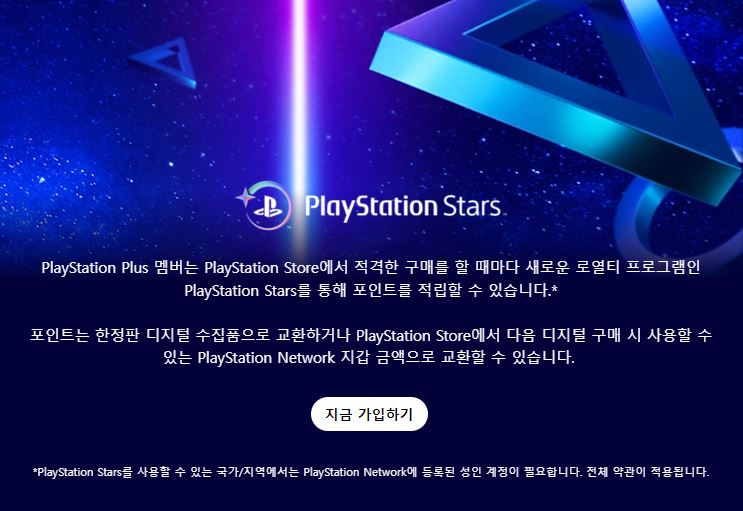 PlayStation Stars
PlayStation Plus 멤버는 PlayStation Store에서 적격한 구매를 할 때마다 새로운 로열티 프로그램인
PlayStation Stars를 통해 포인트를 적립할 수 있습니다.*
포인트는 한정판 디지털 수집품으로 교환하거나 PlayStation Store에서 다음 디지털 구매 시 사용할 수
있는 PlayStation Network 지갑 금액으로 교환할 수 있습니다.
지금 가입하기
*PlayStation Stars를 사용할 수 있는 국가/지역에서는 PlayStation Network에 등록된 성인 계정이 필요합니다. 전체 약관이 적용됩니다.